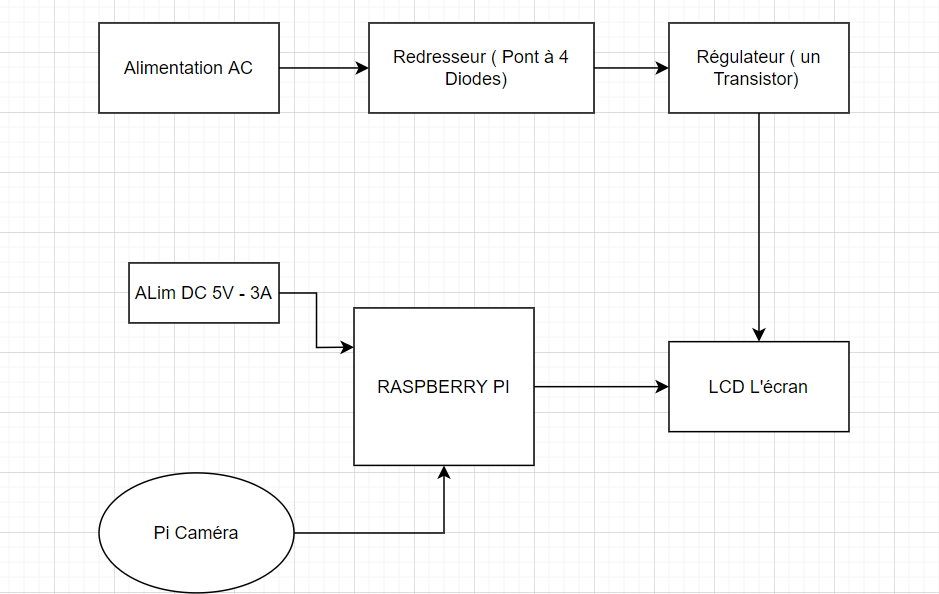 Alimentation AC
Redresseur ( Pont à 4
Diodes)
Régulateur ( un
Transistor)
ALim DC 5V - 3A
RASPBERRY PI
LCD L'écran
Pi Caméra